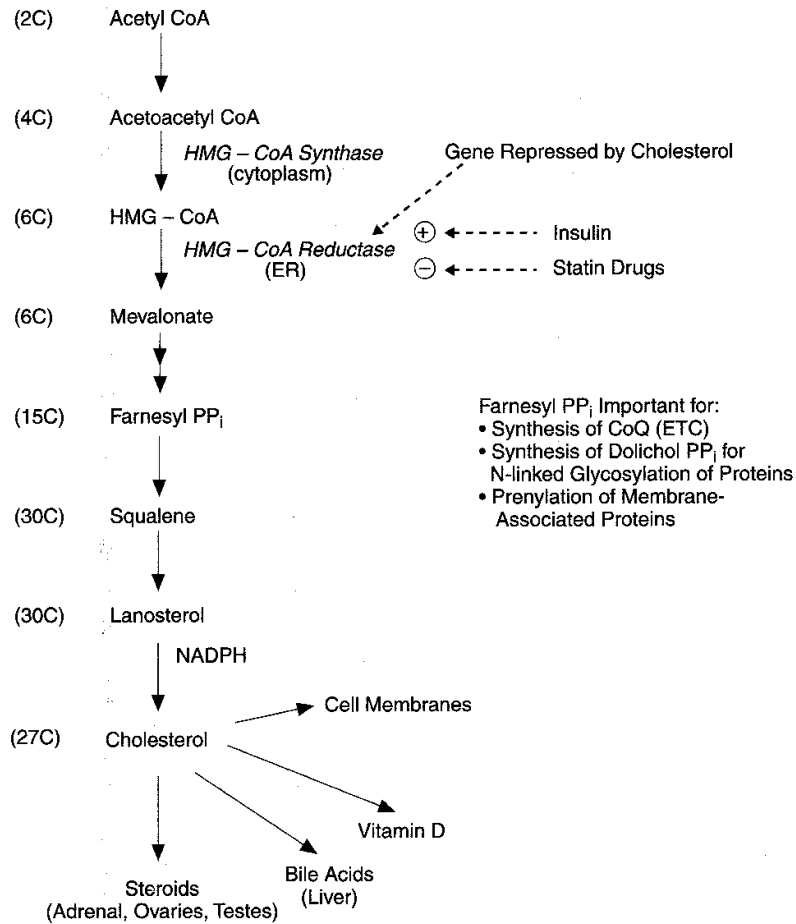 (2C) Acetyl CoA
(4C) Acetoacetyl CoA
HMG – CoA Synthase
(cytoplasm)
Gene Repressed by Cholesterol
(6C) HMG – CoA
HMG – CoA Reductase
(ER)
+ Insulin
− Statin Drugs
(6C) Mevalonate
(15C) Farnesyl PPi
Farnesyl PPi Important for:
• Synthesis of CoQ (ETC)
• Synthesis of Dolichol PPi for
N-linked Glycosylation of Proteins
• Prenylation of Membrane-
Associated Proteins
(30C) Squalene
(30C) Lanosterol
NADPH
Cell Membranes
(27C) Cholesterol
Vitamin D
Bile Acids
(Liver)
Steroids
(Adrenal, Ovaries, Testes)